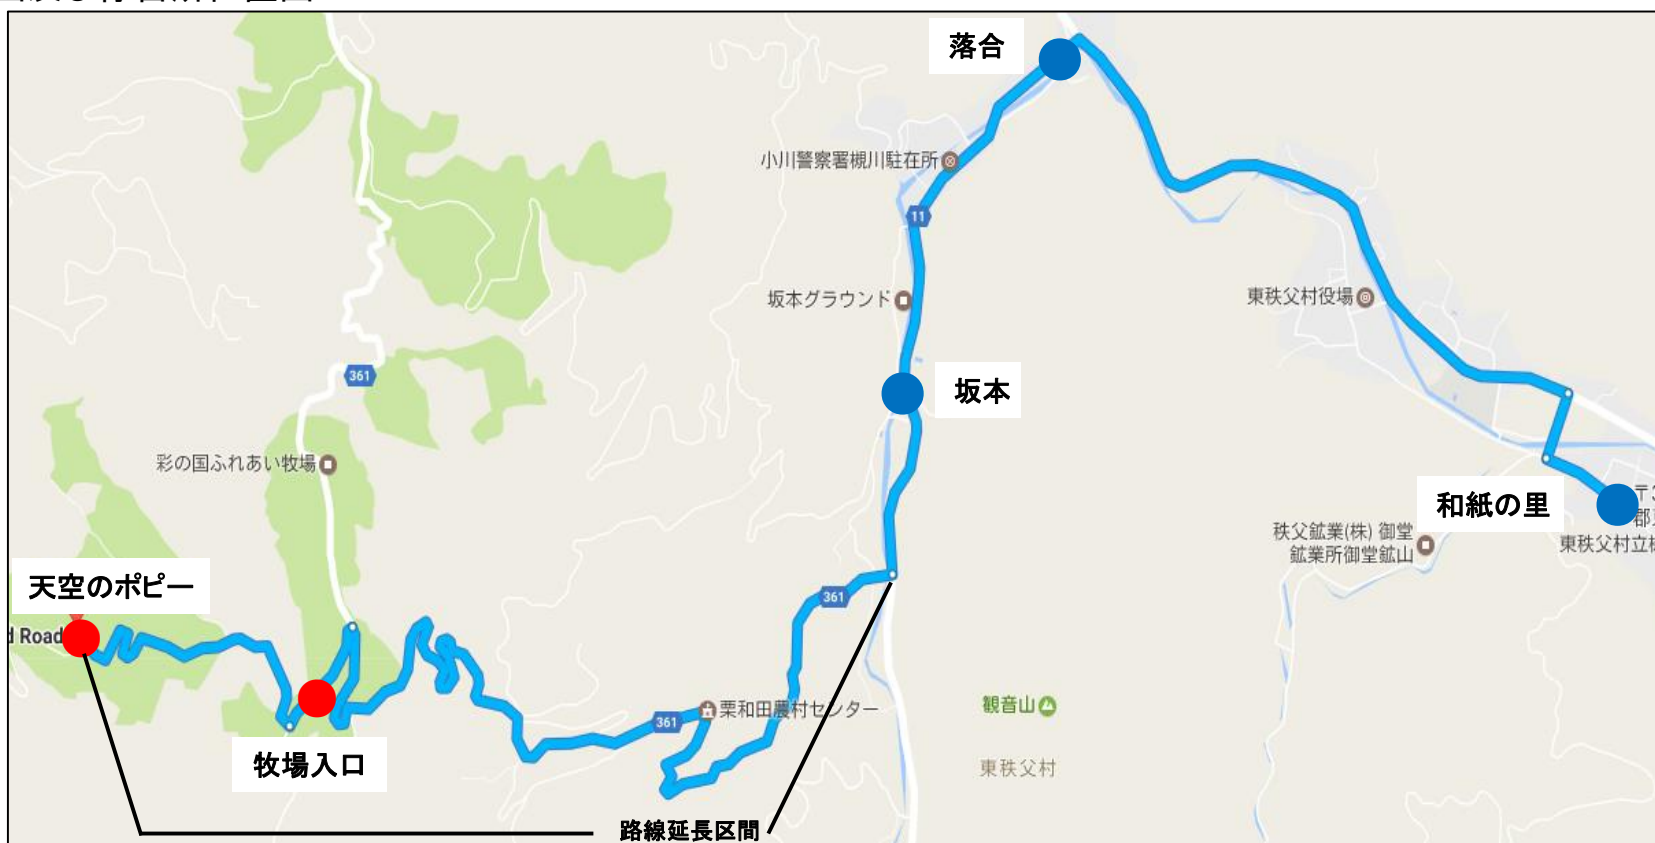 落合
小川警察署槻川駐在所
11
坂本グラウンド
東秩父村役場
361
坂本
彩の国ふれあい牧場
和紙の里
秩父鉱業(株) 御堂
鉱業所御堂鉱山
東秩父村立
天空のポピー
d Road
361
牧場入口
361
栗和田農村センター
観音山
東秩父村
路線延長区間